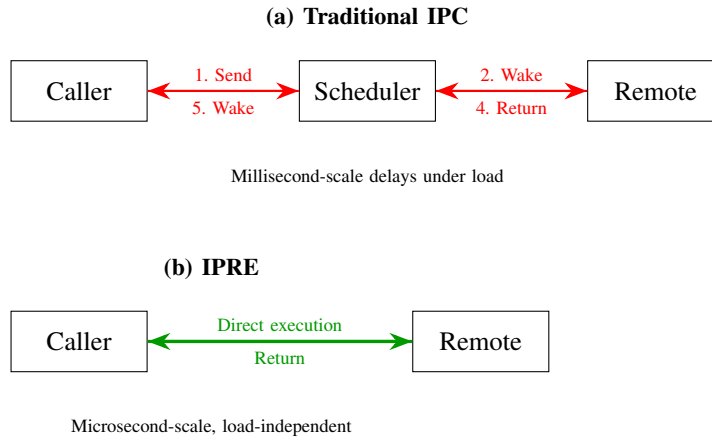 (a) Traditional IPC
Caller
1. Send
5. Wake
Scheduler
2. Wake
4. Return
Remote
Millisecond-scale delays under load
(b) IPRE
Caller
Direct execution
Return
Remote
Microsecond-scale, load-independent